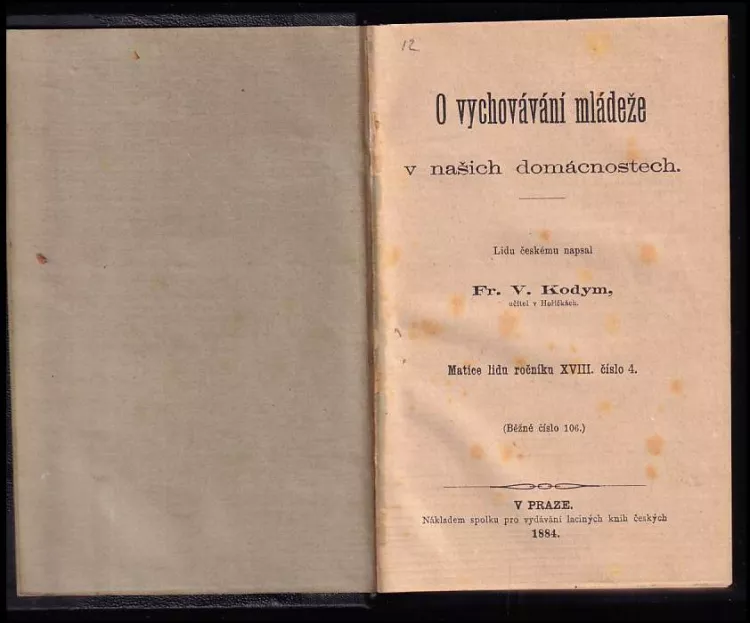 12
O vychovávání mládeže
v našich domácnostech.
Lidu českému napsal
Fr. V. Kodym,
učitel v Hořičkách.
Matice lidu ročníku XVIII. číslo 4.
(Běžné číslo 106.)
V PRAZE.
Nákladem spolku pro vydávání laciných knih českých
1884.